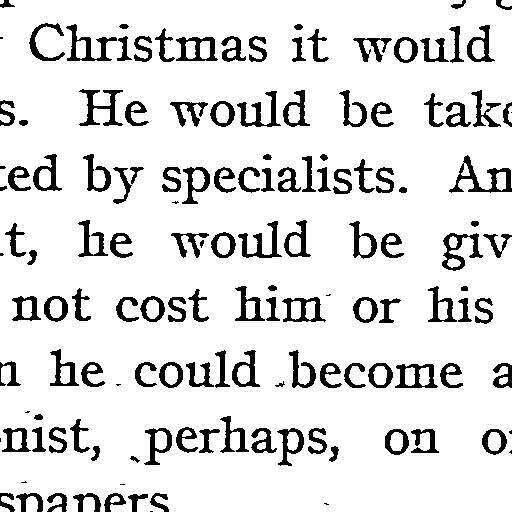 Christmas it would
s. He would be take
ted by specialists. An
t, he would be giv
not cost him or his
n he could become a
nist, perhaps, on o
spapers